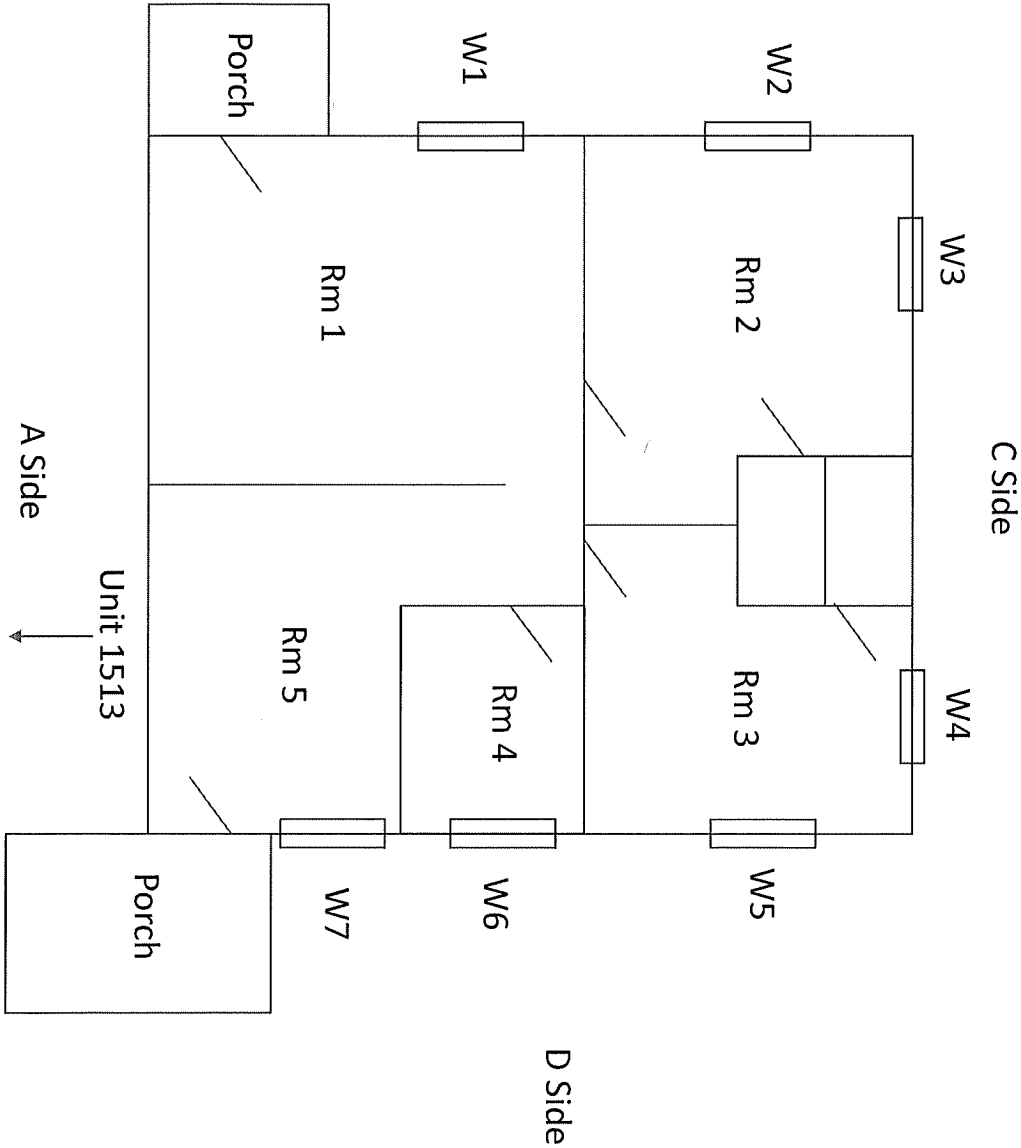 Porch
W1
W2
W3
Rm 1
Rm 2
A Side
C Side
Unit 1513
Rm 5
Rm 4
Rm 3
W4
Porch
W7
W6
W5
D Side